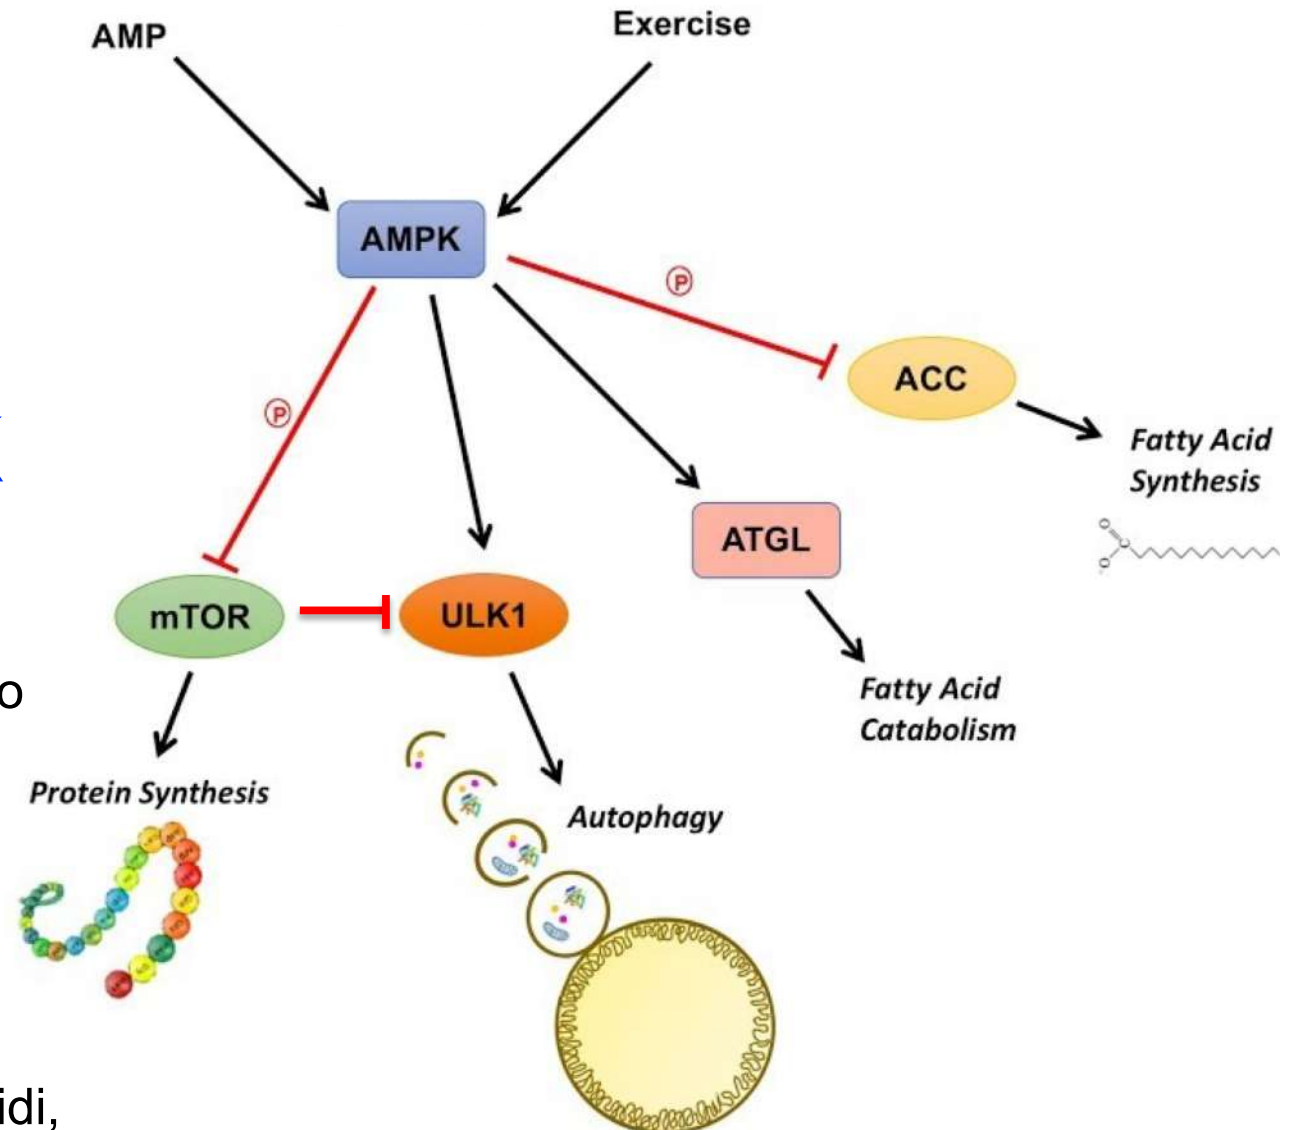 AMP
Exercise
AMPK
P
P
ACC
Fatty Acid
Synthesis
ATGL
mTOR
ULK1
Fatty Acid
Catabolism
o
Protein Synthesis
Autophagy
idi,
O
C
O